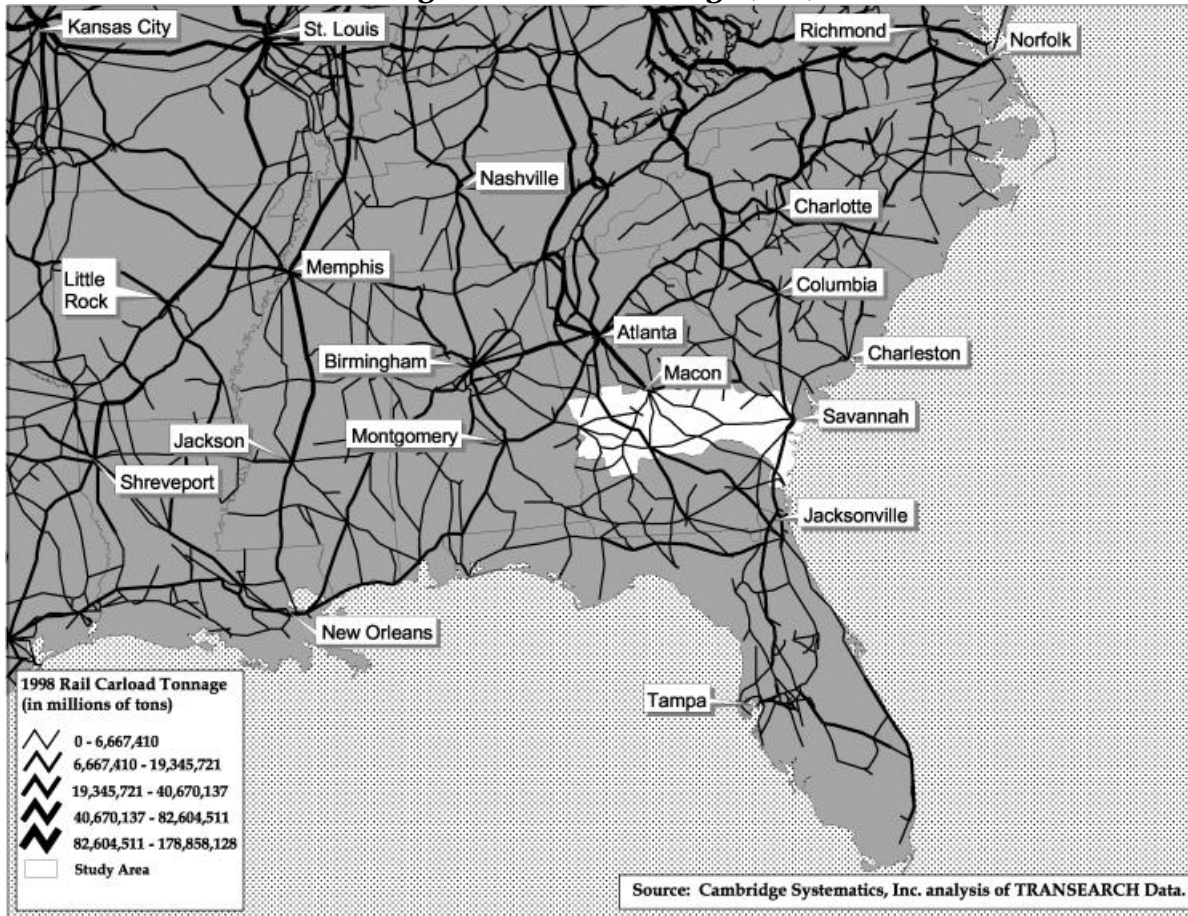 Kansas City
St. Louis
Richmond
Norfolk
Nashville
Charlotte
Memphis
Little
Rock
Columbia
Atlanta
Birmingham
Charleston
Macon
Savannah
Montgomery
Jackson
Shreveport
Jacksonville
New Orleans
Tampa
1998 Rail Carload Tonnage
(in millions of tons)
0 - 6,667,410
6,667,410 - 19,345,721
19,345,721 - 40,670,137
40,670,137 - 82,604,511
82,604,511 - 178,858,128
Study Area
Source: Cambridge Systematics, Inc. analysis of TRANSEARCH Data.